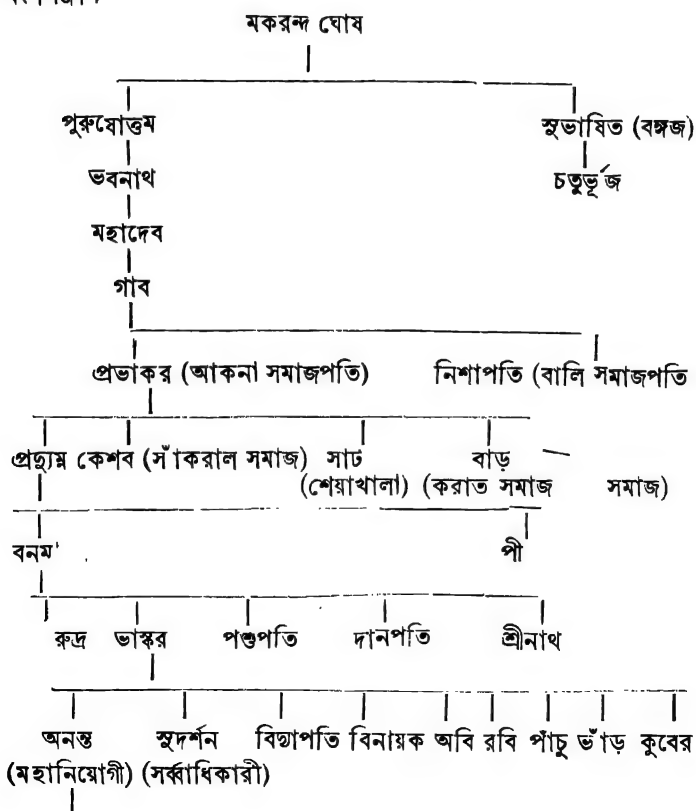 মকরন্দ ঘোষ
পুরুষোত্তম সুভাষিত (বঙ্গজ)
ভবনাথ চতুর্ভূজ
মহাদেব
গাব
প্রভাকর (আকনা সমাজপতি) নিশাপতি (বালি সমাজপতি
প্রদ্যুম্ন কেশব (সাঁকরাল সমাজ) সাট বাড় —
(শেয়াখালা) (করাত সমাজ সমাজ)
বনম পী
রুদ্র ভাস্কর পশুপতি দানপতি শ্রীনাথ
অনন্ত সুদর্শন বিদ্যাপতি বিনায়ক অবি রবি পাঁচু ভাঁড় কুবের
(মহানিয়োগী) (সর্ব্বাধিকারী)